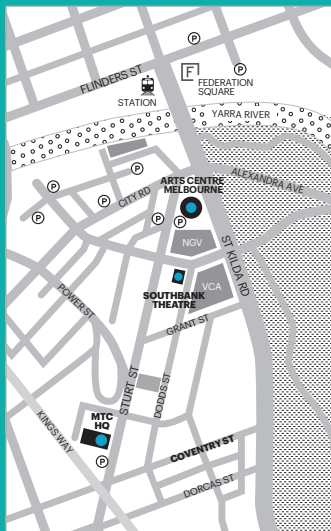 P
P
FLINDERS ST
F
FEDERATION
SQUARE
STATION
YARRA RIVER
P
ALEXANDRA AVE
P
ARTS CENTRE
MELBOURNE
CITY RD
P
P
P
P
NGV
ST KILDA RD
VCA
SOUTHBANK
THEATRE
POWER ST
GRANT ST
STURT ST
DODDS ST
MTC
HQ
KINGS WAY
COVENTRY ST
P
DORCAS ST